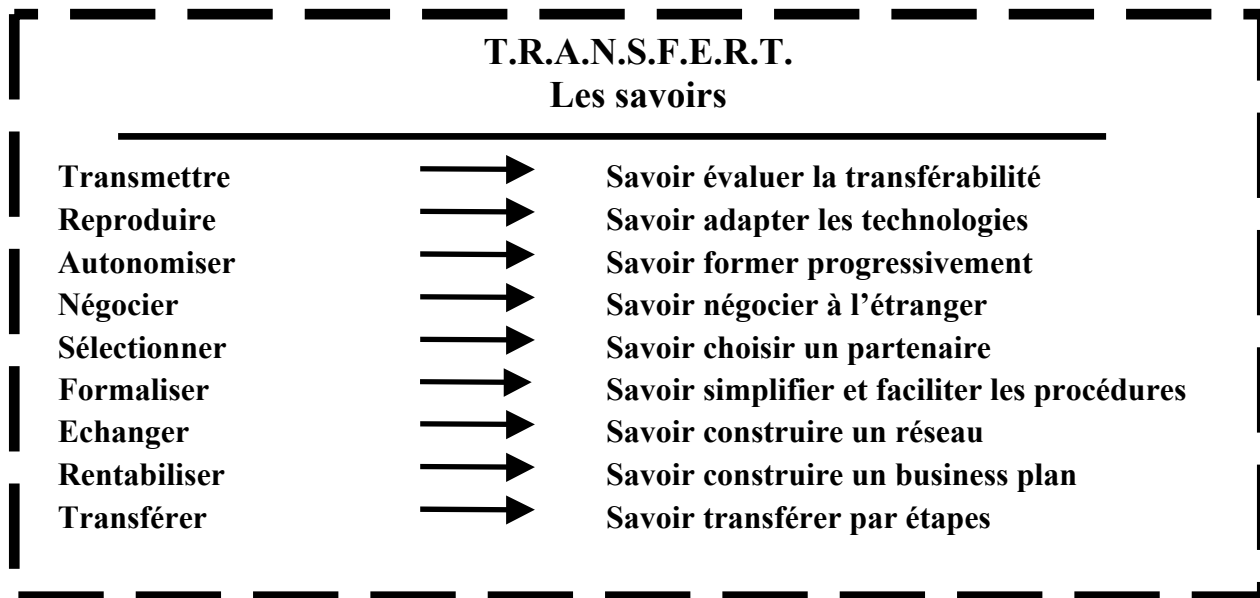 T.R.A.N.S.F.E.R.T.
Les savoirs
Transmettre Savoir évaluer la transférabilité
Reproduire Savoir adapter les technologies
Autonomiser Savoir former progressivement
Négocier Savoir négocier à l’étranger
Sélectionner Savoir choisir un partenaire
Formaliser Savoir simplifier et faciliter les procédures
Echanger Savoir construire un réseau
Rentabiliser Savoir construire un business plan
Transférer Savoir transférer par étapes